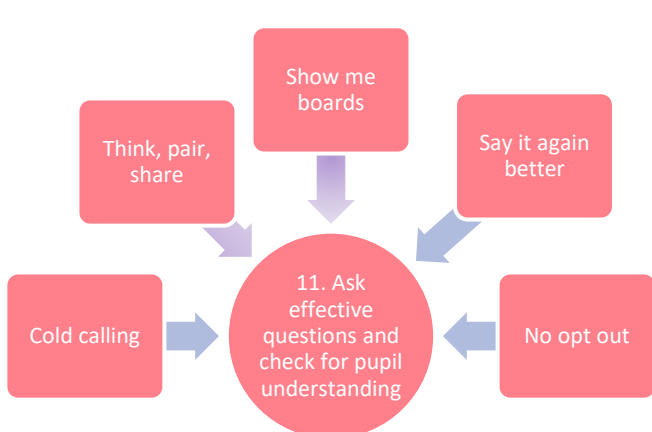 Show me
boards
Think, pair,
share
Say it again
better
Cold calling
11. Ask
effective
questions and
check for pupil
understanding
No opt out